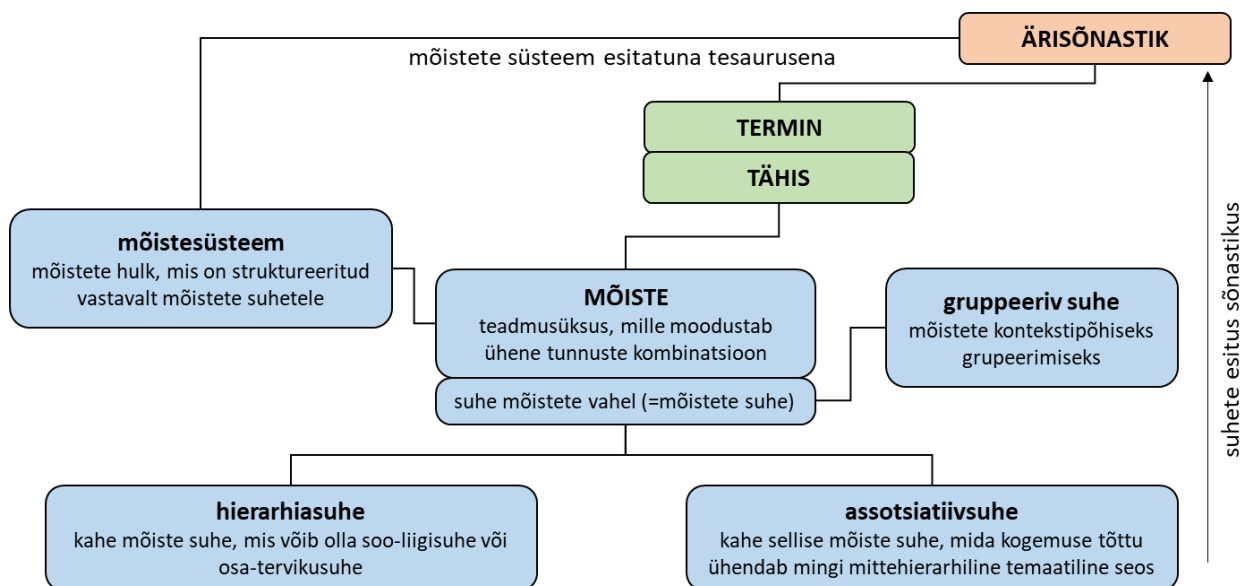 ÄRISÕNASTIK
mõistete süsteem esitatuna tesaurusena
TERMIN
TÄHIS
mõistesüsteem
mõistete hulk, mis on struktureeritud
vastavalt mõistete suhetele
MÕISTE
teadmusüksus, mille moodustab
ühene tunnuste kombinatsioon
suhe mõistete vahel (=mõistete suhe)
gruppeeriv suhe
mõistete kontekstipõhiseks
grupeerimiseks
suhete esitus sõnastikus
hierarhiasuhe
kahe mõiste suhe, mis võib olla soo-liigisuhe või
osa-tervikusuhe
assotsiatiivsuhe
kahe sellise mõiste suhe, mida kogemuse tõttu
ühendab mingi mittehierarhiline temaatiline seos